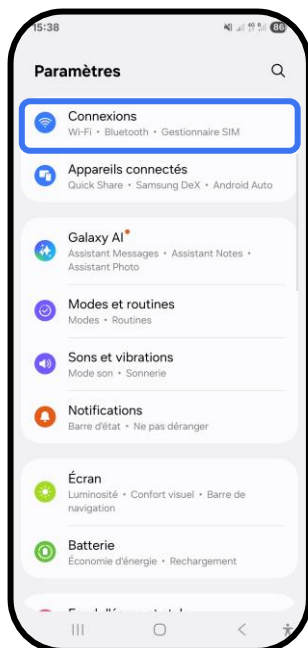 15:38
86
Paramètres
Connexions
Wi-Fi • Bluetooth • Gestionnaire SIM
Appareils connectés
Quick Share • Samsung DeX • Android Auto
Galaxy AI
Assistant Messages • Assistant Notes •
Assistant Photo
Modes et routines
Modes • Routines
Sons et vibrations
Mode son • Sonnerie
Notifications
Barre d'état • Ne pas déranger
Écran
Luminosité • Confort visuel • Barre de
navigation
Batterie
Économie d'énergie • Rechargement